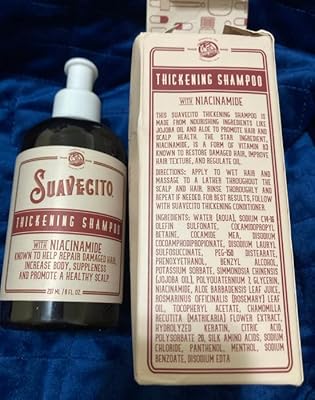 SUAVECITO
THICKENING SHAMPOO
WITH NIACINAMIDE
KNOWN TO HELP REPAIR DAMAGED HAIR,
INCREASE BODY, SUPPLENESS
AND PROMOTE A HEALTHY SCALP
237 ML / 8 FL. OZ.
THICKENING SHAMPOO
WITH NIACINAMIDE
THIS SUAVECITO THICKENING SHAMPOO IS
MADE FROM NOURISHING INGREDIENTS LIKE
JOJOBA OIL AND ALOE TO PROMOTE HAIR AND
SCALP HEALTH. THE STAR INGREDIENT,
NIACINAMIDE, IS A FORM OF VITAMIN B3
KNOWN TO RESTORE DAMAGED HAIR, IMPROVE
HAIR TEXTURE, AND REGULATE OIL.
DIRECTIONS: APPLY TO WET HAIR AND
MASSAGE TO A LATHER THROUGHOUT THE
SCALP AND HAIR. RINSE THOROUGHLY AND
REPEAT IF NEEDED. FOR BEST RESULTS, FOLLOW
WITH SUAVECITO THICKENING CONDITIONER.
INGREDIENTS: WATER (AQUA), SODIUM C14-16
OLEFIN SULFONATE, COCAMIDOPROPYL
BETAINE, COCAMIDE MEA, DISODIUM
COCOAMPHODIPROPIONATE, DISODIUM LAURYL
SULFOSUCCINATE, PEG-150 DISTEARATE,
PHENOXYETHANOL, BENZYL ALCOHOL,
POTASSIUM SORBATE, SIMMONDSIA CHINENSIS
(JOJOBA OIL), POLYQUATERNIUM 7, GLYCERIN,
NIACINAMIDE, ALOE BARBADENSIS LEAF JUICE,
ROSMARINUS OFFICINALIS (ROSEMARY) LEAF
OIL, TOCOPHERYL ACETATE, CHAMOMILLA
RECUTITA (MATRICARIA) FLOWER EXTRACT,
HYDROLYZED KERATIN, CITRIC ACID,
POLYSORBATE 20, SILK AMINO ACIDS, SODIUM
CHLORIDE, PANTHENOL, MENTHOL, SODIUM
BENZOATE, DISODIUM EDTA